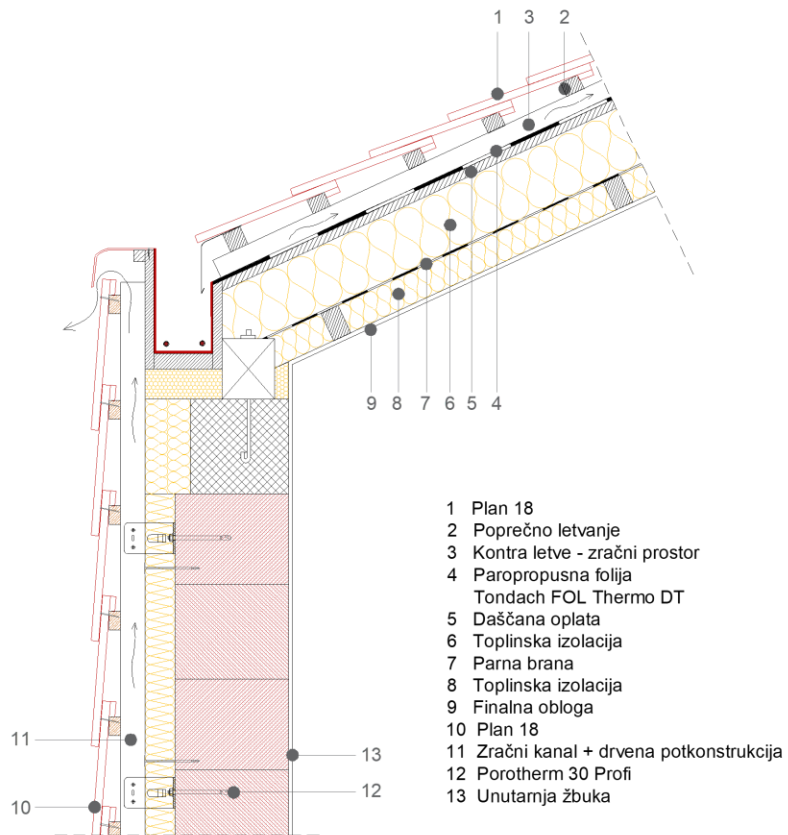 1 3 2
9 8 7 6 5 4
1 Plan 18
2 Poprečno letvanje
3 Kontra letve - zračni prostor
4 Paropropusna folija
Tondach FOL Thermo DT
5 Daščana oplata
6 Toplinska izolacija
7 Parna brana
8 Toplinska izolacija
9 Finalna obloga
10 Plan 18
11 Zračni kanal + drvena potkonstrukcija
12 Porotherm 30 Profi
13 Unutarnja žbuka
11
13
12
10